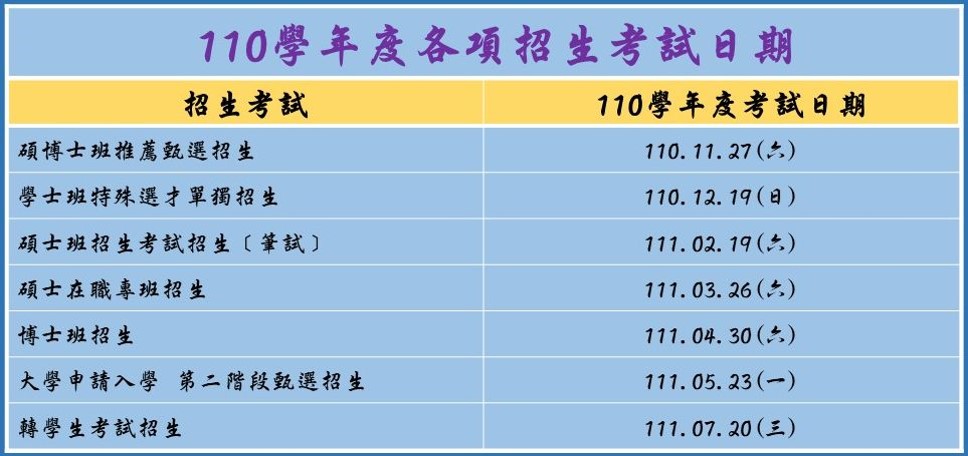 110學年度各項招生考試日期
招生考試 110學年度考試日期
碩博士班推薦甄選招生 110.11.27(六)
學士班特殊選才單獨招生 110.12.19(日)
碩士班招生考試招生〔筆試〕 111.02.19(六)
碩士在職專班招生 111.03.26(六)
博士班招生 111.04.30(六)
大學申請入學 第二階段甄選招生 111.05.23(一)
轉學生考試招生 111.07.20(三)